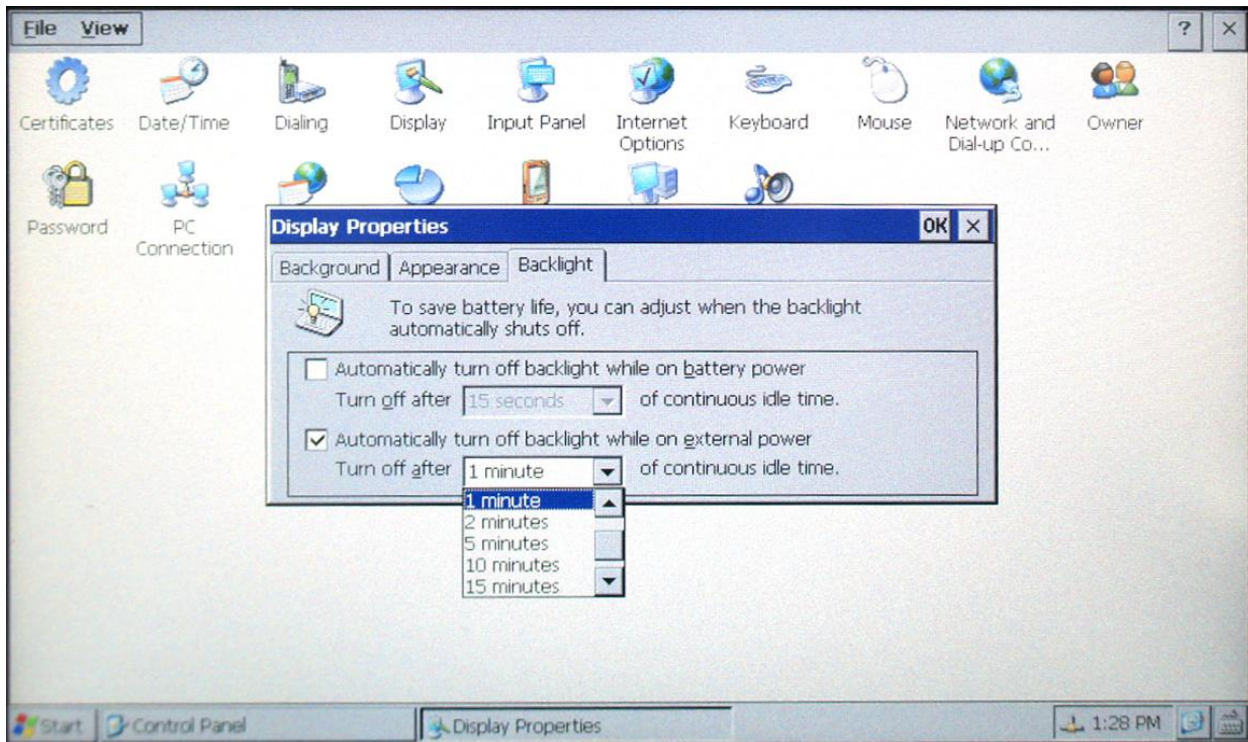 File View
?
Certificates Date/Time Dialing Display Input Panel Internet Options Keyboard Mouse Network and Dial-up Co... Owner
Password PC Connection
Display Properties OK
Background Appearance Backlight
To save battery life, you can adjust when the backlight
automatically shuts off.
Automatically turn off backlight while on battery power
Turn off after 15 seconds of continuous idle time.
Automatically turn off backlight while on external power
Turn off after 1 minute of continuous idle time.
1 minute
2 minutes
5 minutes
10 minutes
15 minutes
Start Control Panel Display Properties 1:28 PM